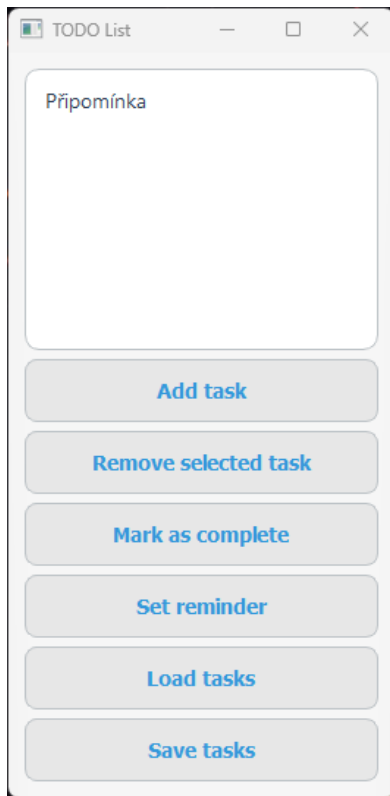 TODO List
Připomínka
Add task
Remove selected task
Mark as complete
Set reminder
Load tasks
Save tasks